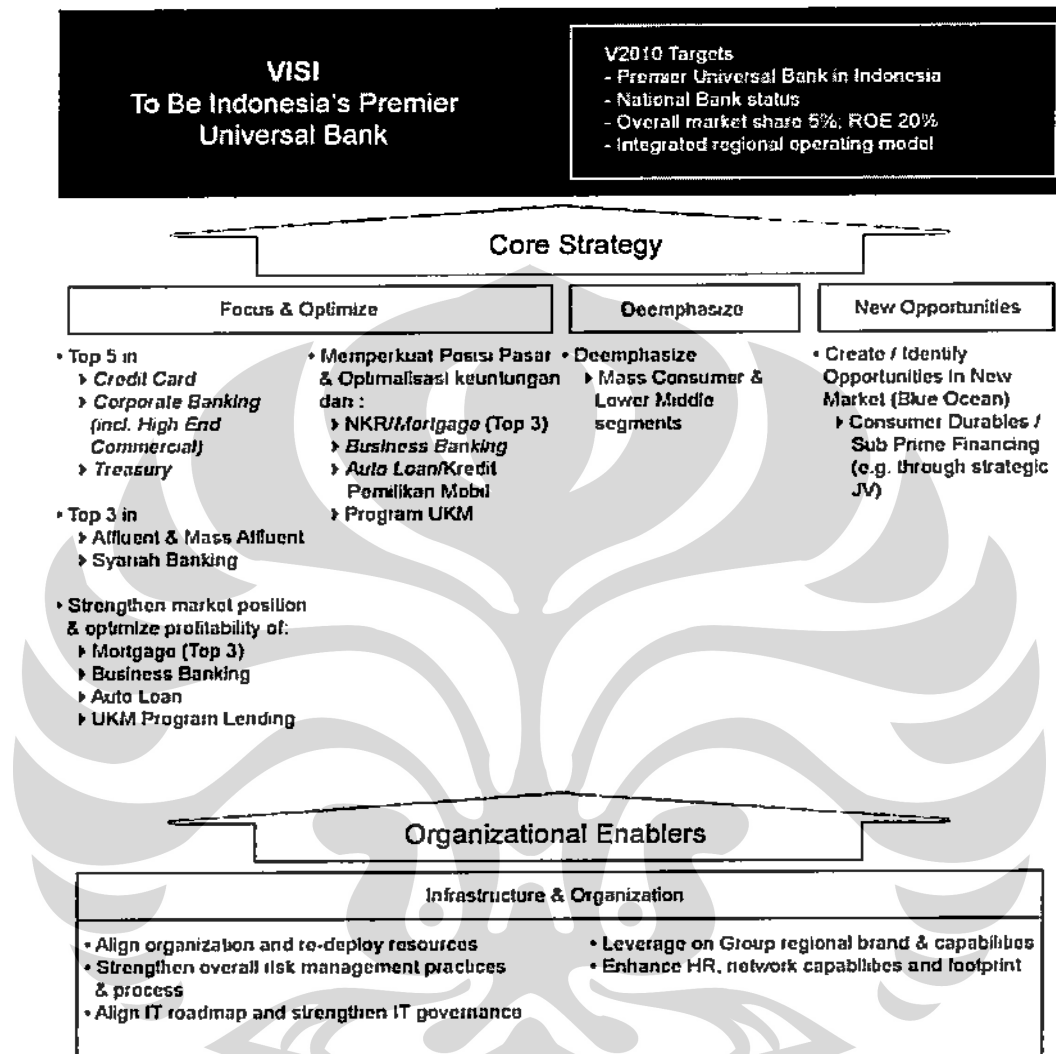 VISI
To Be Indonesia's Premier
Universal Bank
V2010 Targets
- Premier Universal Bank in Indonesia
- National Bank status
- Overall market share 5%; ROE 20%
- Integrated regional operating model
Core Strategy
Focus & Optimize
• Top 5 in
Credit Card
Corporate Banking
(incl. High End
Commercial)
Treasury
• Top 3 in
Affluent & Mass Affluent
Syariah Banking
• Strengthen market position
& optimize profitability of:
Mortgage (Top 3)
Business Banking
Auto Loan
UKM Program Lending
• Memperkuat Posisi Pasar
& Optimalisasi keuntungan
dari :
NKR/Mortgage (Top 3)
Business Banking
Auto Loan/Kredit
Pemilikan Mobil
Program UKM
Deemphasize
• Deemphasize
Mass Consumer &
Lower Middle
segments
New Opportunities
• Create / Identify
Opportunities In New
Market (Blue Ocean)
Consumer Durables /
Sub Prime Financing
(e.g. through strategic
JV)
Organizational Enablers
Infrastructure & Organization
• Align organization and re-deploy resources
• Strengthen overall risk management practices
& process
• Align IT roadmap and strengthen IT governance
• Leverage on Group regional brand & capabilities
• Enhance HR, network capabilities and footprint